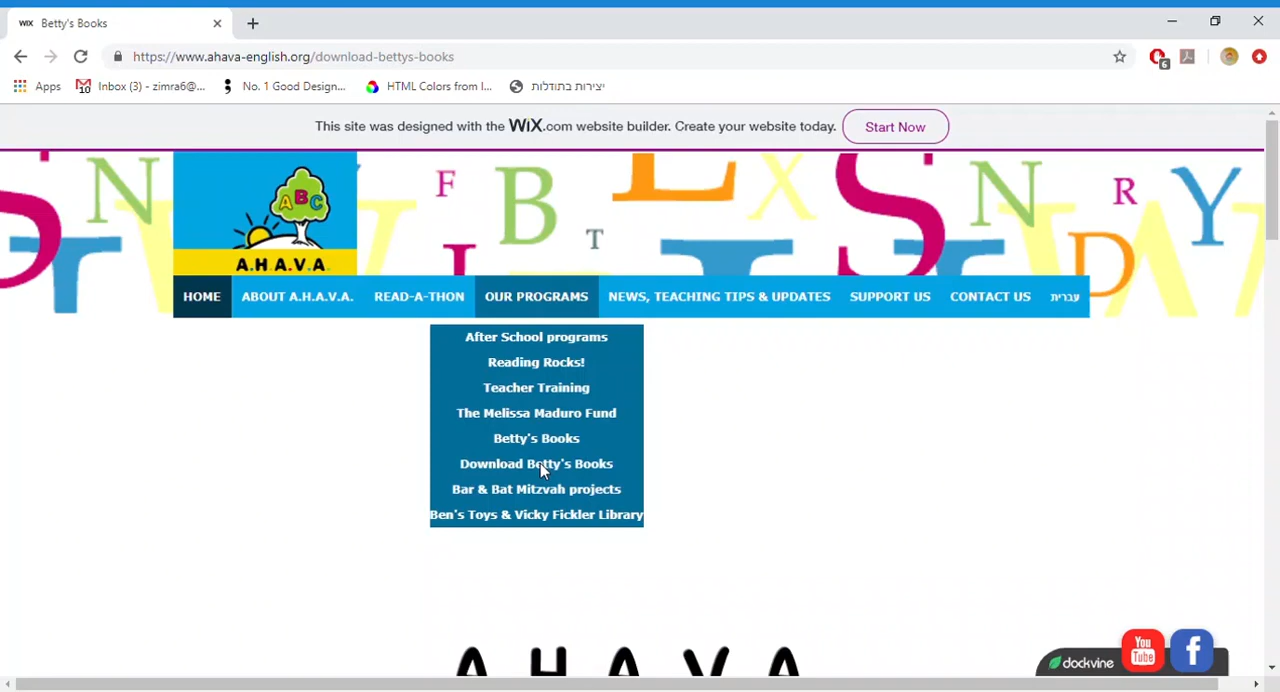 WiX Betty's Books
https://www.ahava-english.org/download-bettys-books
6
Apps
10 Inbox (3) - zimra6@...
No. 1 Good Design...
HTML Colors from I...
יצירות בתודלות
This site was designed with the WiX.com website builder. Create your website today.
Start Now
S N F B T L E X S N R Y D
ABC
A.H.A.V.A.
HOME
ABOUT A.H.A.V.A.
READ-A-THON
OUR PROGRAMS
NEWS, TEACHING TIPS & UPDATES
SUPPORT US
CONTACT US
עברית
After School programs
Reading Rocks!
Teacher Training
The Melissa Maduro Fund
Betty's Books
Download Betty's Books
Bar & Bat Mitzvah projects
Ben's Toys & Vicky Fickler Library
A H A V A
dockvine
You Tube
f